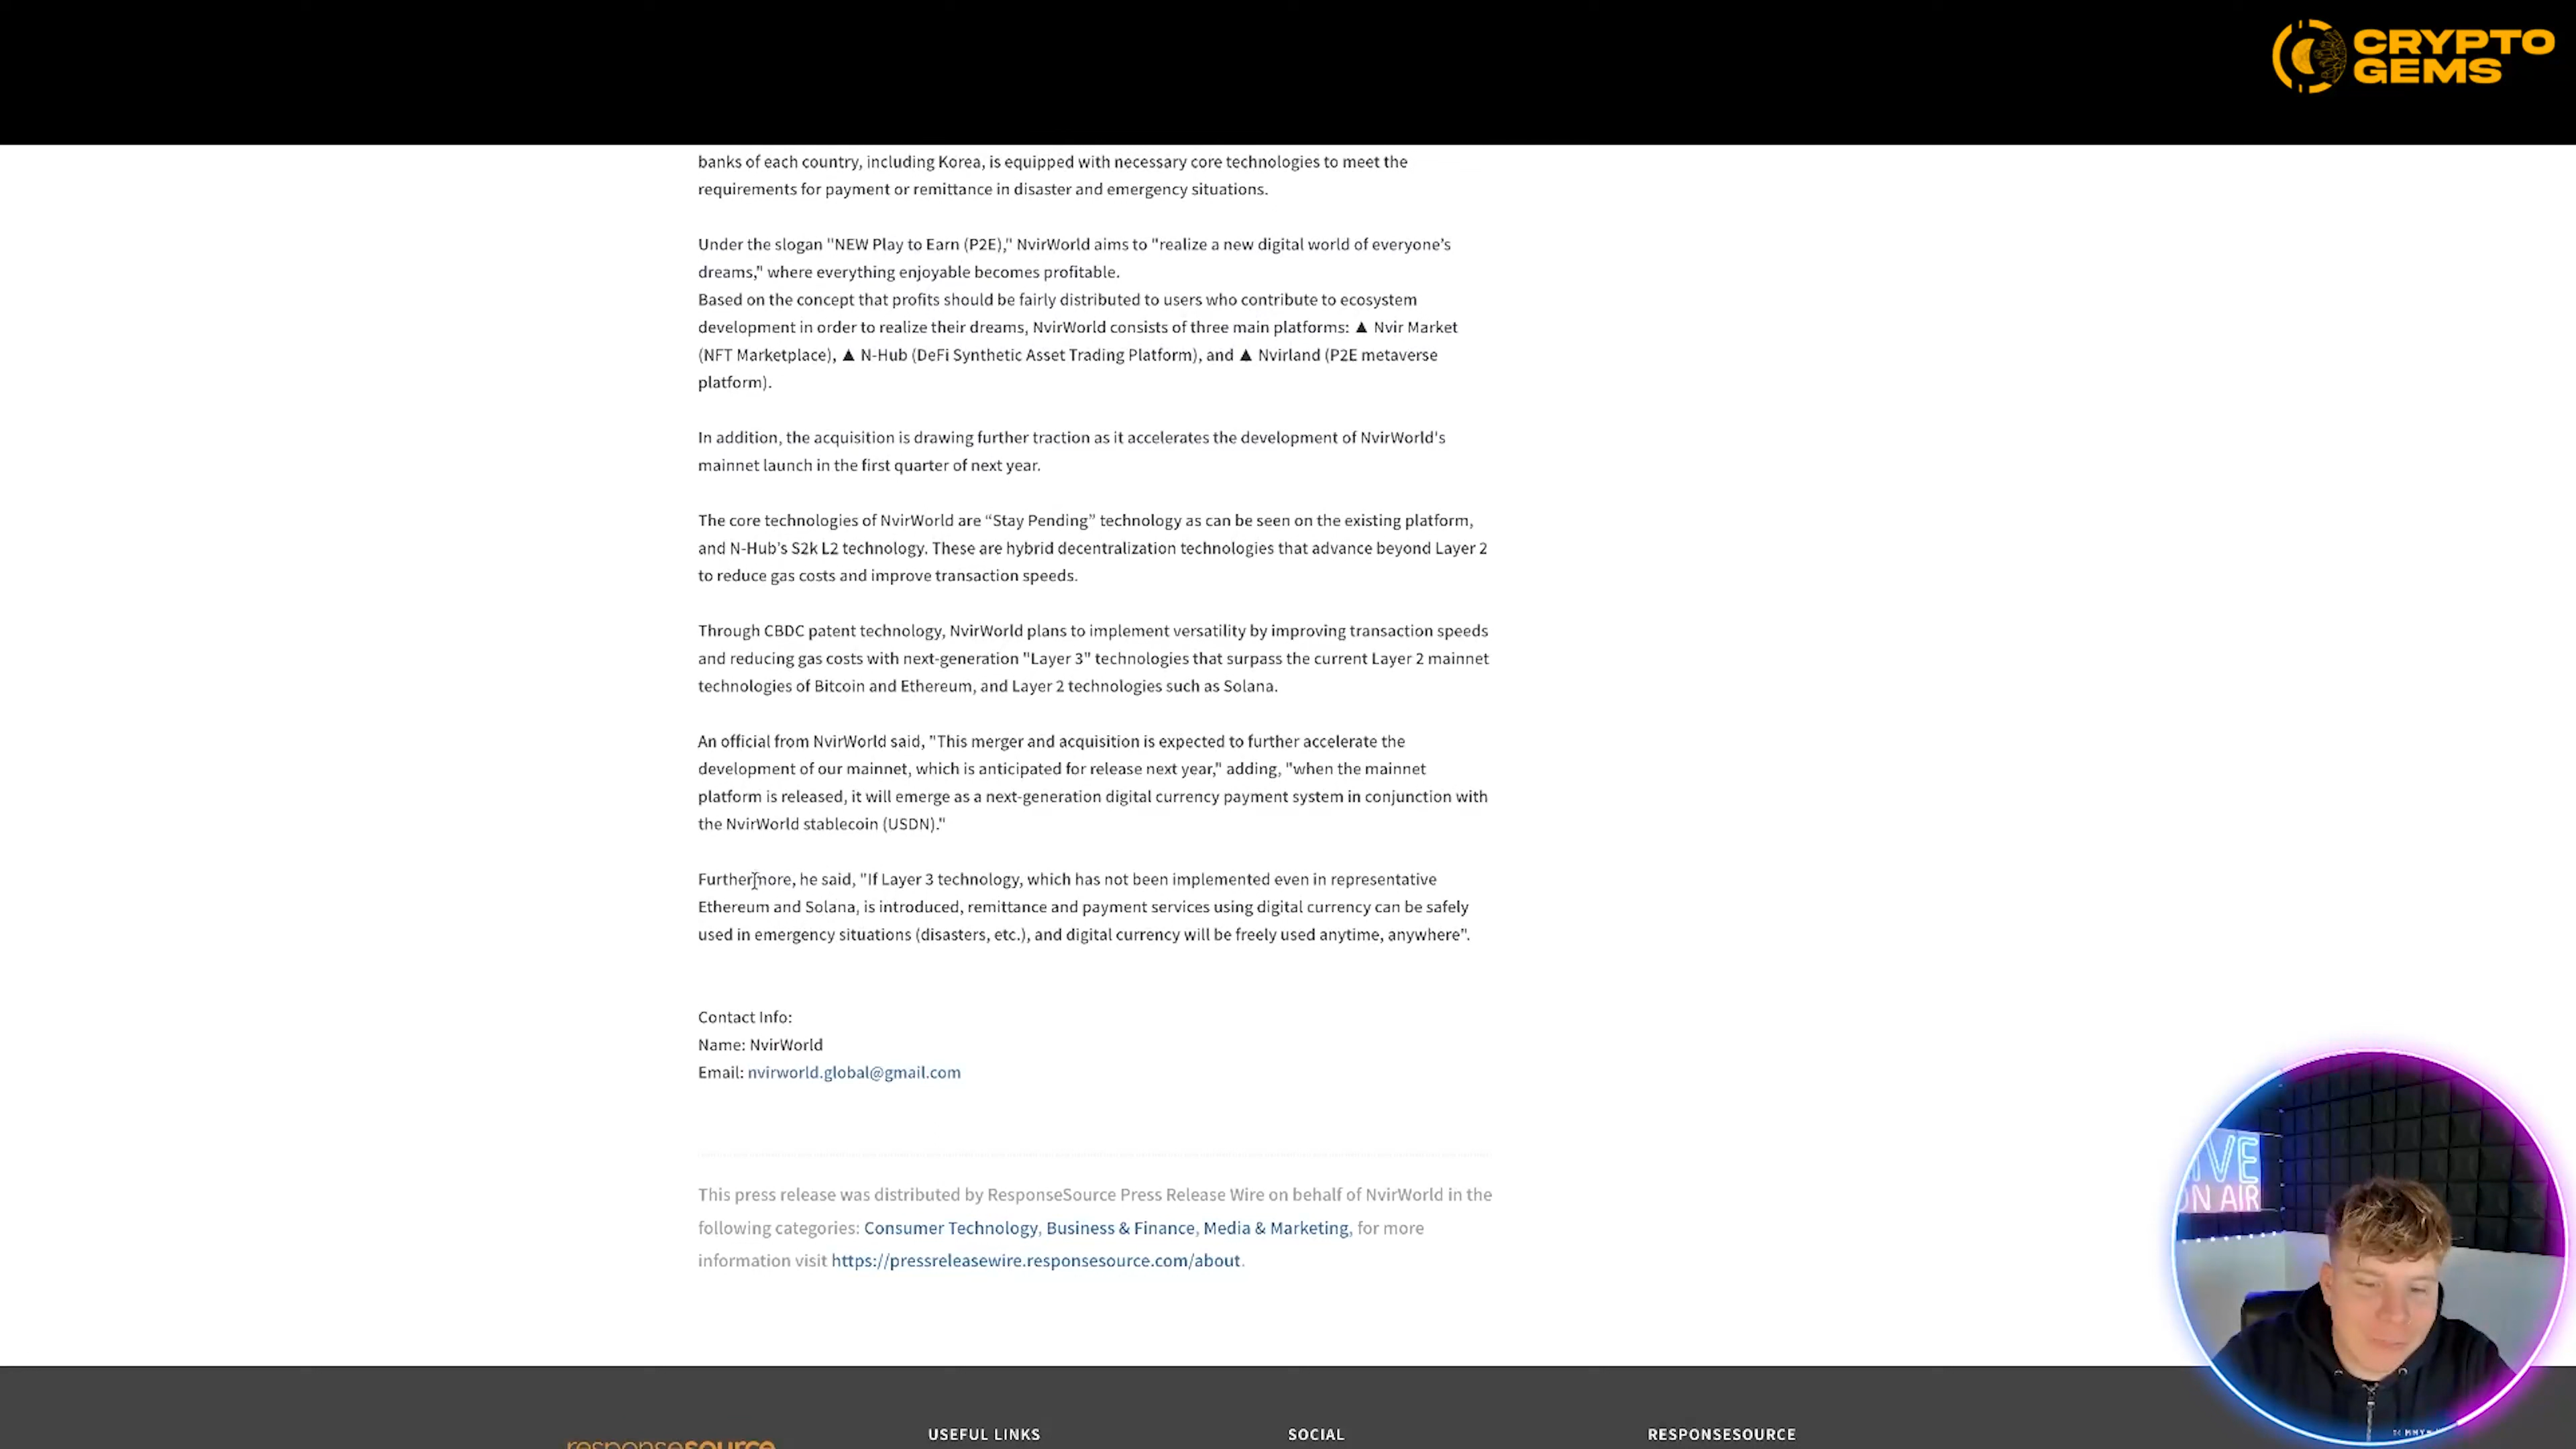 CRYPTO
GEMS
banks of each country, including Korea, is equipped with necessary core technologies to meet the
requirements for payment or remittance in disaster and emergency situations.
Under the slogan "NEW Play to Earn (P2E)," NvirWorld aims to "realize a new digital world of everyone's
dreams," where everything enjoyable becomes profitable.
Based on the concept that profits should be fairly distributed to users who contribute to ecosystem
development in order to realize their dreams, NvirWorld consists of three main platforms: ▲ Nvir Market
(NFT Marketplace), ▲ N-Hub (DeFi Synthetic Asset Trading Platform), and ▲ Nvirland (P2E metaverse
platform).
In addition, the acquisition is drawing further traction as it accelerates the development of NvirWorld's
mainnet launch in the first quarter of next year.
The core technologies of NvirWorld are “Stay Pending” technology as can be seen on the existing platform,
and N-Hub's S2k L2 technology. These are hybrid decentralization technologies that advance beyond Layer 2
to reduce gas costs and improve transaction speeds.
Through CBDC patent technology, NvirWorld plans to implement versatility by improving transaction speeds
and reducing gas costs with next-generation "Layer 3" technologies that surpass the current Layer 2 mainnet
technologies of Bitcoin and Ethereum, and Layer 2 technologies such as Solana.
An official from NvirWorld said, "This merger and acquisition is expected to further accelerate the
development of our mainnet, which is anticipated for release next year," adding, "when the mainnet
platform is released, it will emerge as a next-generation digital currency payment system in conjunction with
the NvirWorld stablecoin (USDN)."
Furthermore, he said, "If Layer 3 technology, which has not been implemented even in representative
Ethereum and Solana, is introduced, remittance and payment services using digital currency can be safely
used in emergency situations (disasters, etc.), and digital currency will be freely used anytime, anywhere”.
Contact Info:
Name: NvirWorld
Email: nvirworld.global@gmail.com
This press release was distributed by ResponseSource Press Release Wire on behalf of NvirWorld in the
following categories: Consumer Technology, Business & Finance, Media & Marketing, for more
information visit https://pressreleasewire.responsesource.com/about.
IVE
ON AIR
responsesource
USEFUL LINKS
SOCIAL
RESPONSESOURCE